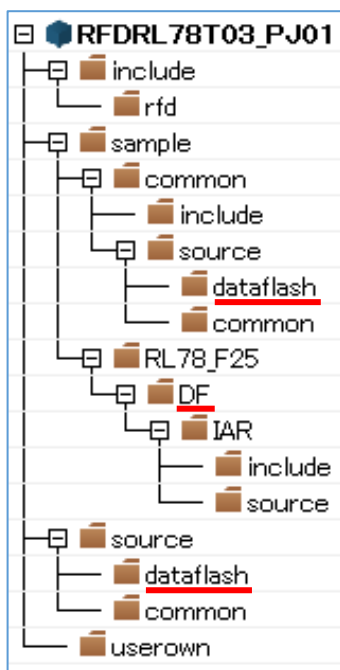 RFDRL78T03_PJ01
include
rfd
sample
common
include
source
dataflash
common
RL78_F25
DF
IAR
include
source
source
dataflash
common
userown